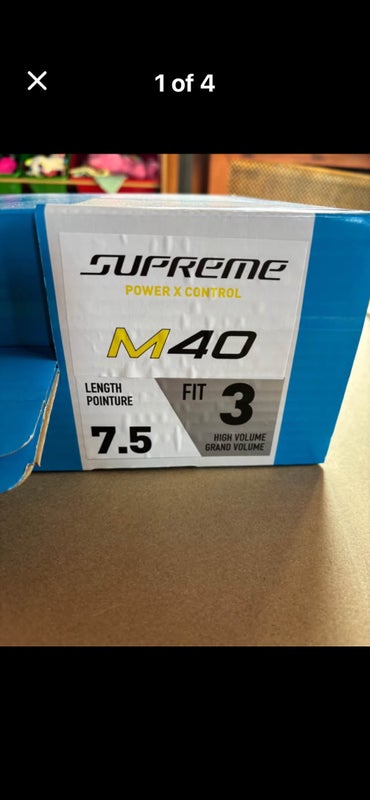 1 of 4
SUPREME
POWER X CONTROL
M40
LENGTH
POINTURE
7.5
FIT 3
HIGH VOLUME
GRAND VOLUME